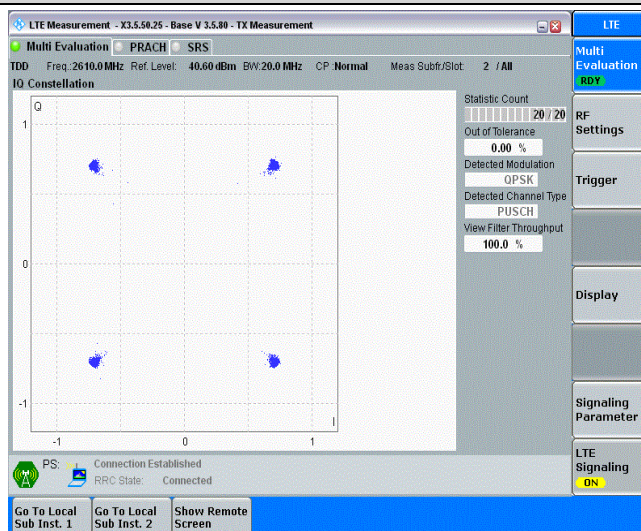 LTE Measurement - X3.5.50.25 - Base V 3.5.80 - TX Measurement
LTE
Multi Evaluation PRACH SRS
TDD Freq.:2610.0 MHz Ref. Level: 40.60 dBm BW:20.0 MHz CP :Normal Meas Subfr./Slot: 2 / All
IQ Constellation
Q
1
0
-1
I
-1 0 1
Statistic Count
20 / 20
Out of Tolerance
0.00 %
Detected Modulation
QPSK
Detected Channel Type
PUSCH
View Filter Throughput
100.0 %
Multi
Evaluation
RDY
RF
Settings
Trigger
Display
Signaling
Parameter
LTE
Signaling
ON
PS: Connection Established
RRC State: Connected
Go To Local
Sub Inst. 1
Go To Local
Sub Inst. 2
Show Remote
Screen